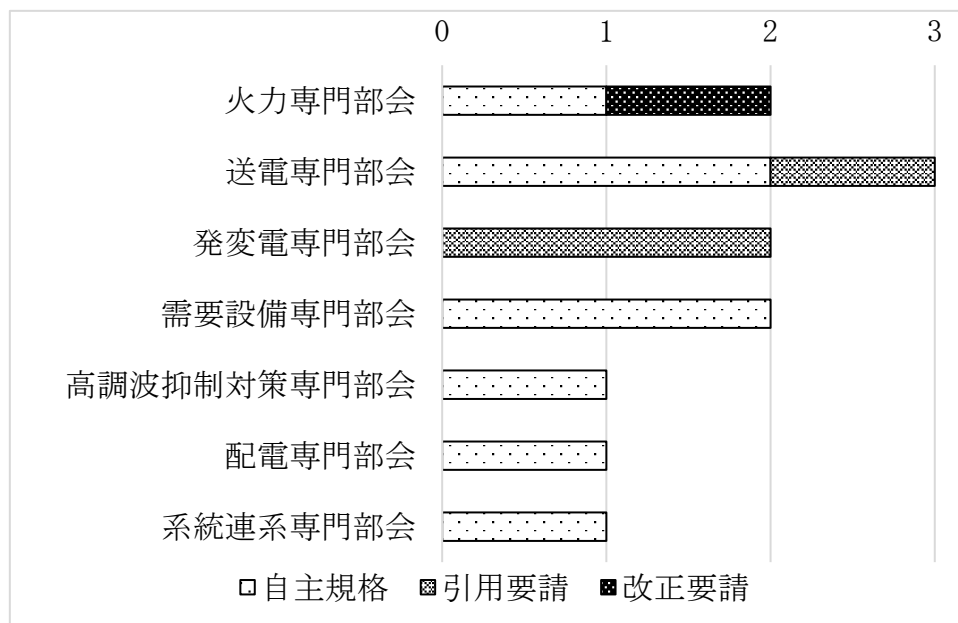 0 1 2 3
火力専門部会
送電専門部会
発変電専門部会
需要設備専門部会
高調波抑制対策専門部会
配電専門部会
系統連系専門部会
自主規格 引用要請 改正要請